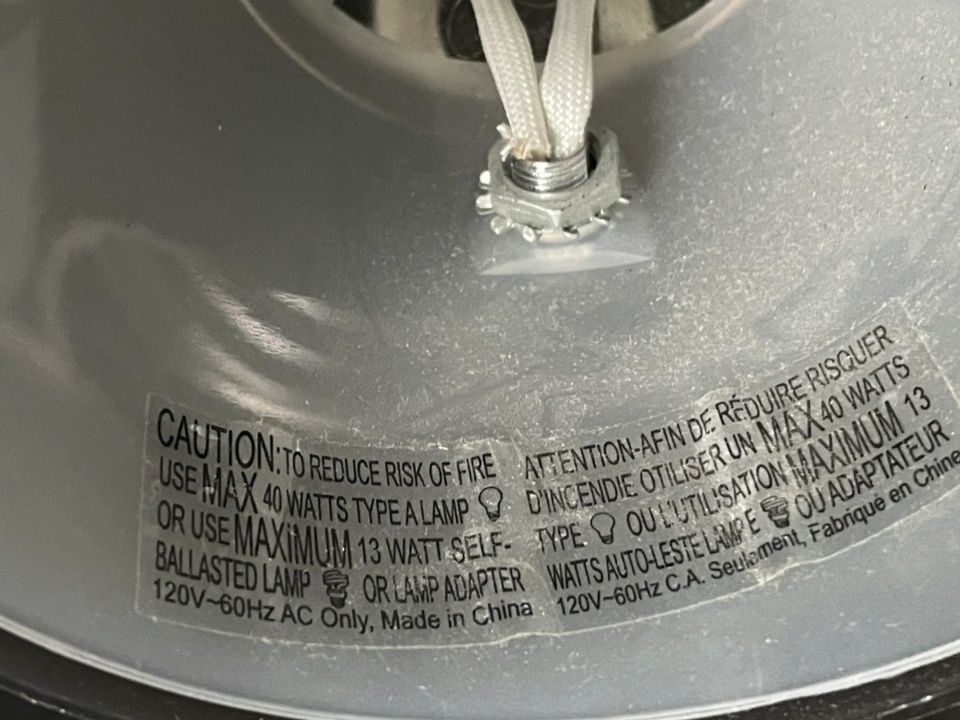 CAUTION: TO REDUCE RISK OF FIRE
USE MAX 40 WATTS TYPE A LAMP
OR USE MAXIMUM 13 WATT SELF-
BALLASTED LAMP OR LAMP ADAPTER
120V~60Hz AC Only, Made in China
ATTENTION-AFIN DE RÉDUIRE RISQUER
D'INCENDIE OTILISER UN MAX 40 WATTS
TYPE OU L'UTILISATION MAXIMUM 13
WATTS AUTO-LESTE LAMP E OU ADAPTATEUR
120V~60Hz C.A. Seulement, Fabriqué en Chine